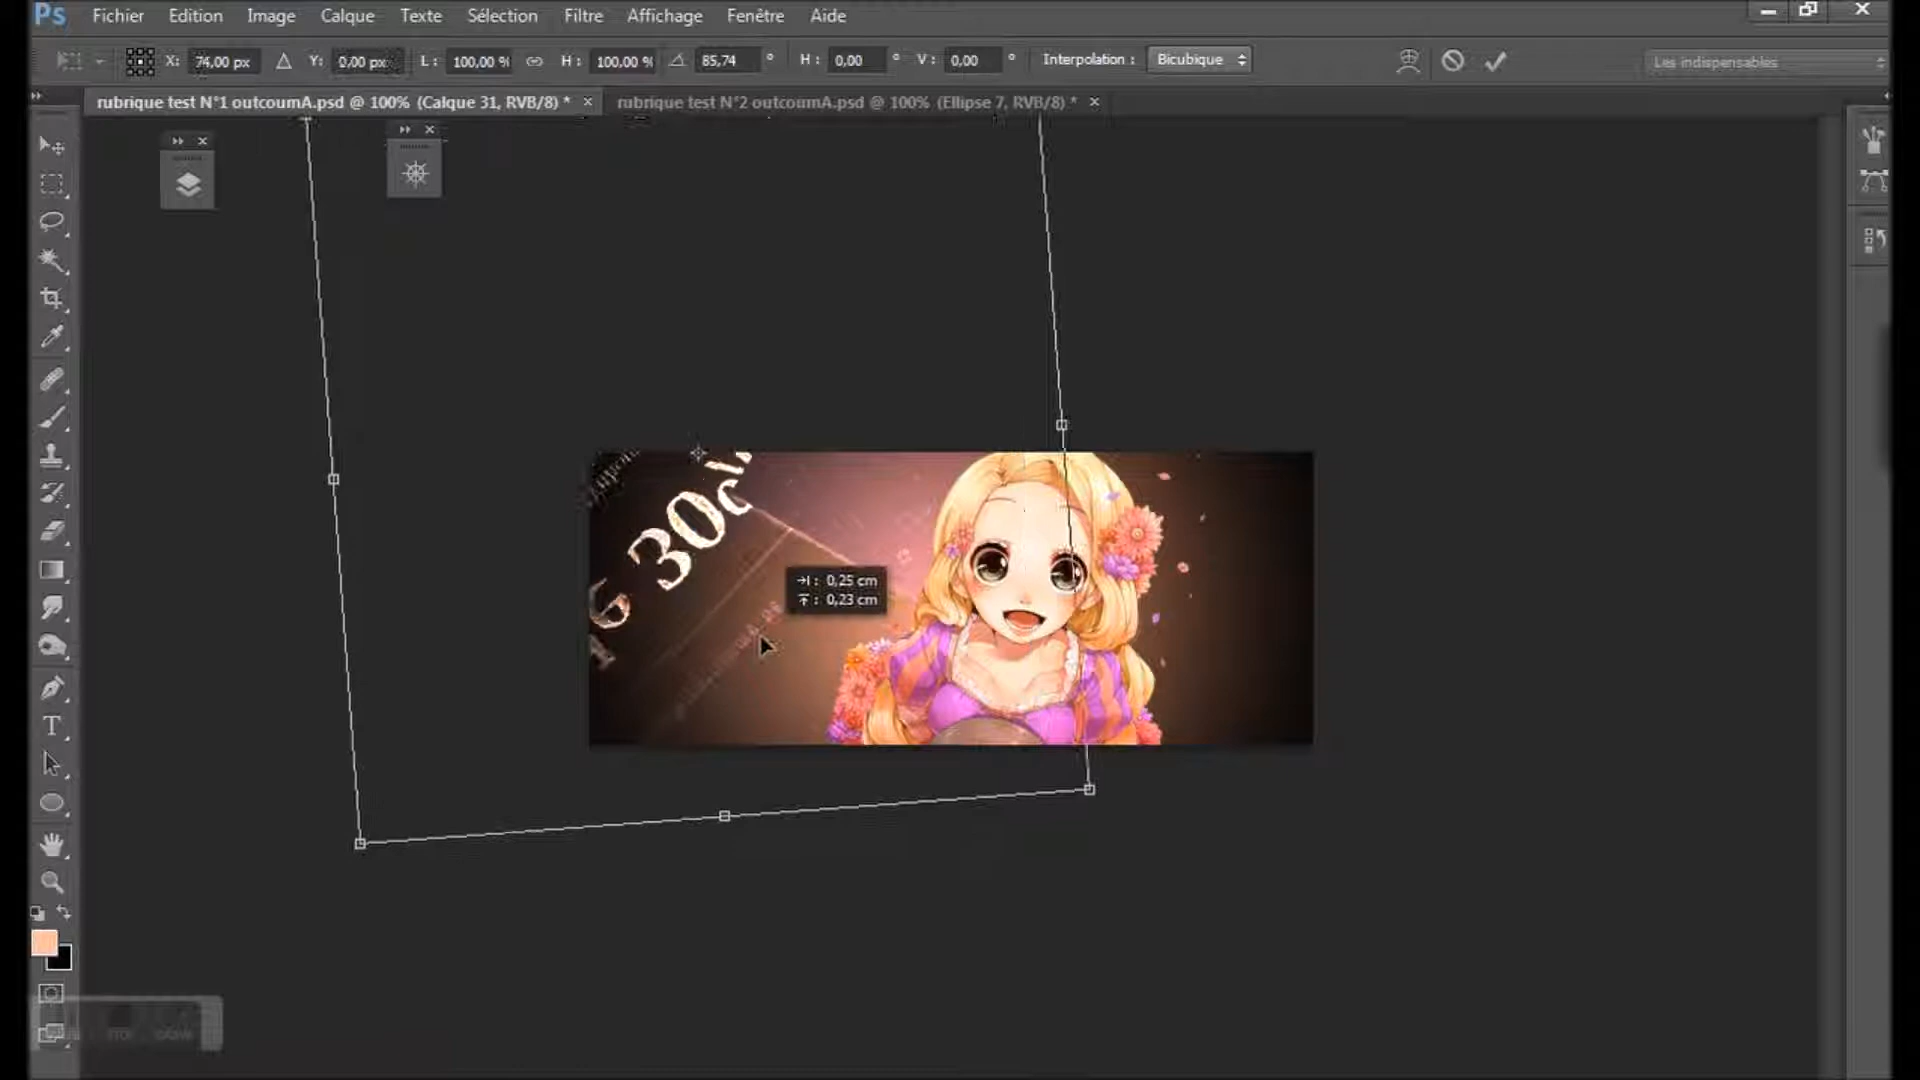 Ps Fichier Edition Image Calque Texte Sélection Filtre Affichage Fenêtre Aide
X: 74,00 px Y: 0,00 px L: 100,00 % H: 100,00 % 85,74 ° H: 0,00 ° V: 0,00 ° Interpolation : Bicubique Les indispensables
rubrique test N°1 outcoumA.psd @ 100% (Calque 31, RVB/8) * × rubrique test N°2 outcoumA.psd @ 100% (Ellipse 7, RVB/8) * ×
30
6
: 0,25 cm
: 0,23 cm
T